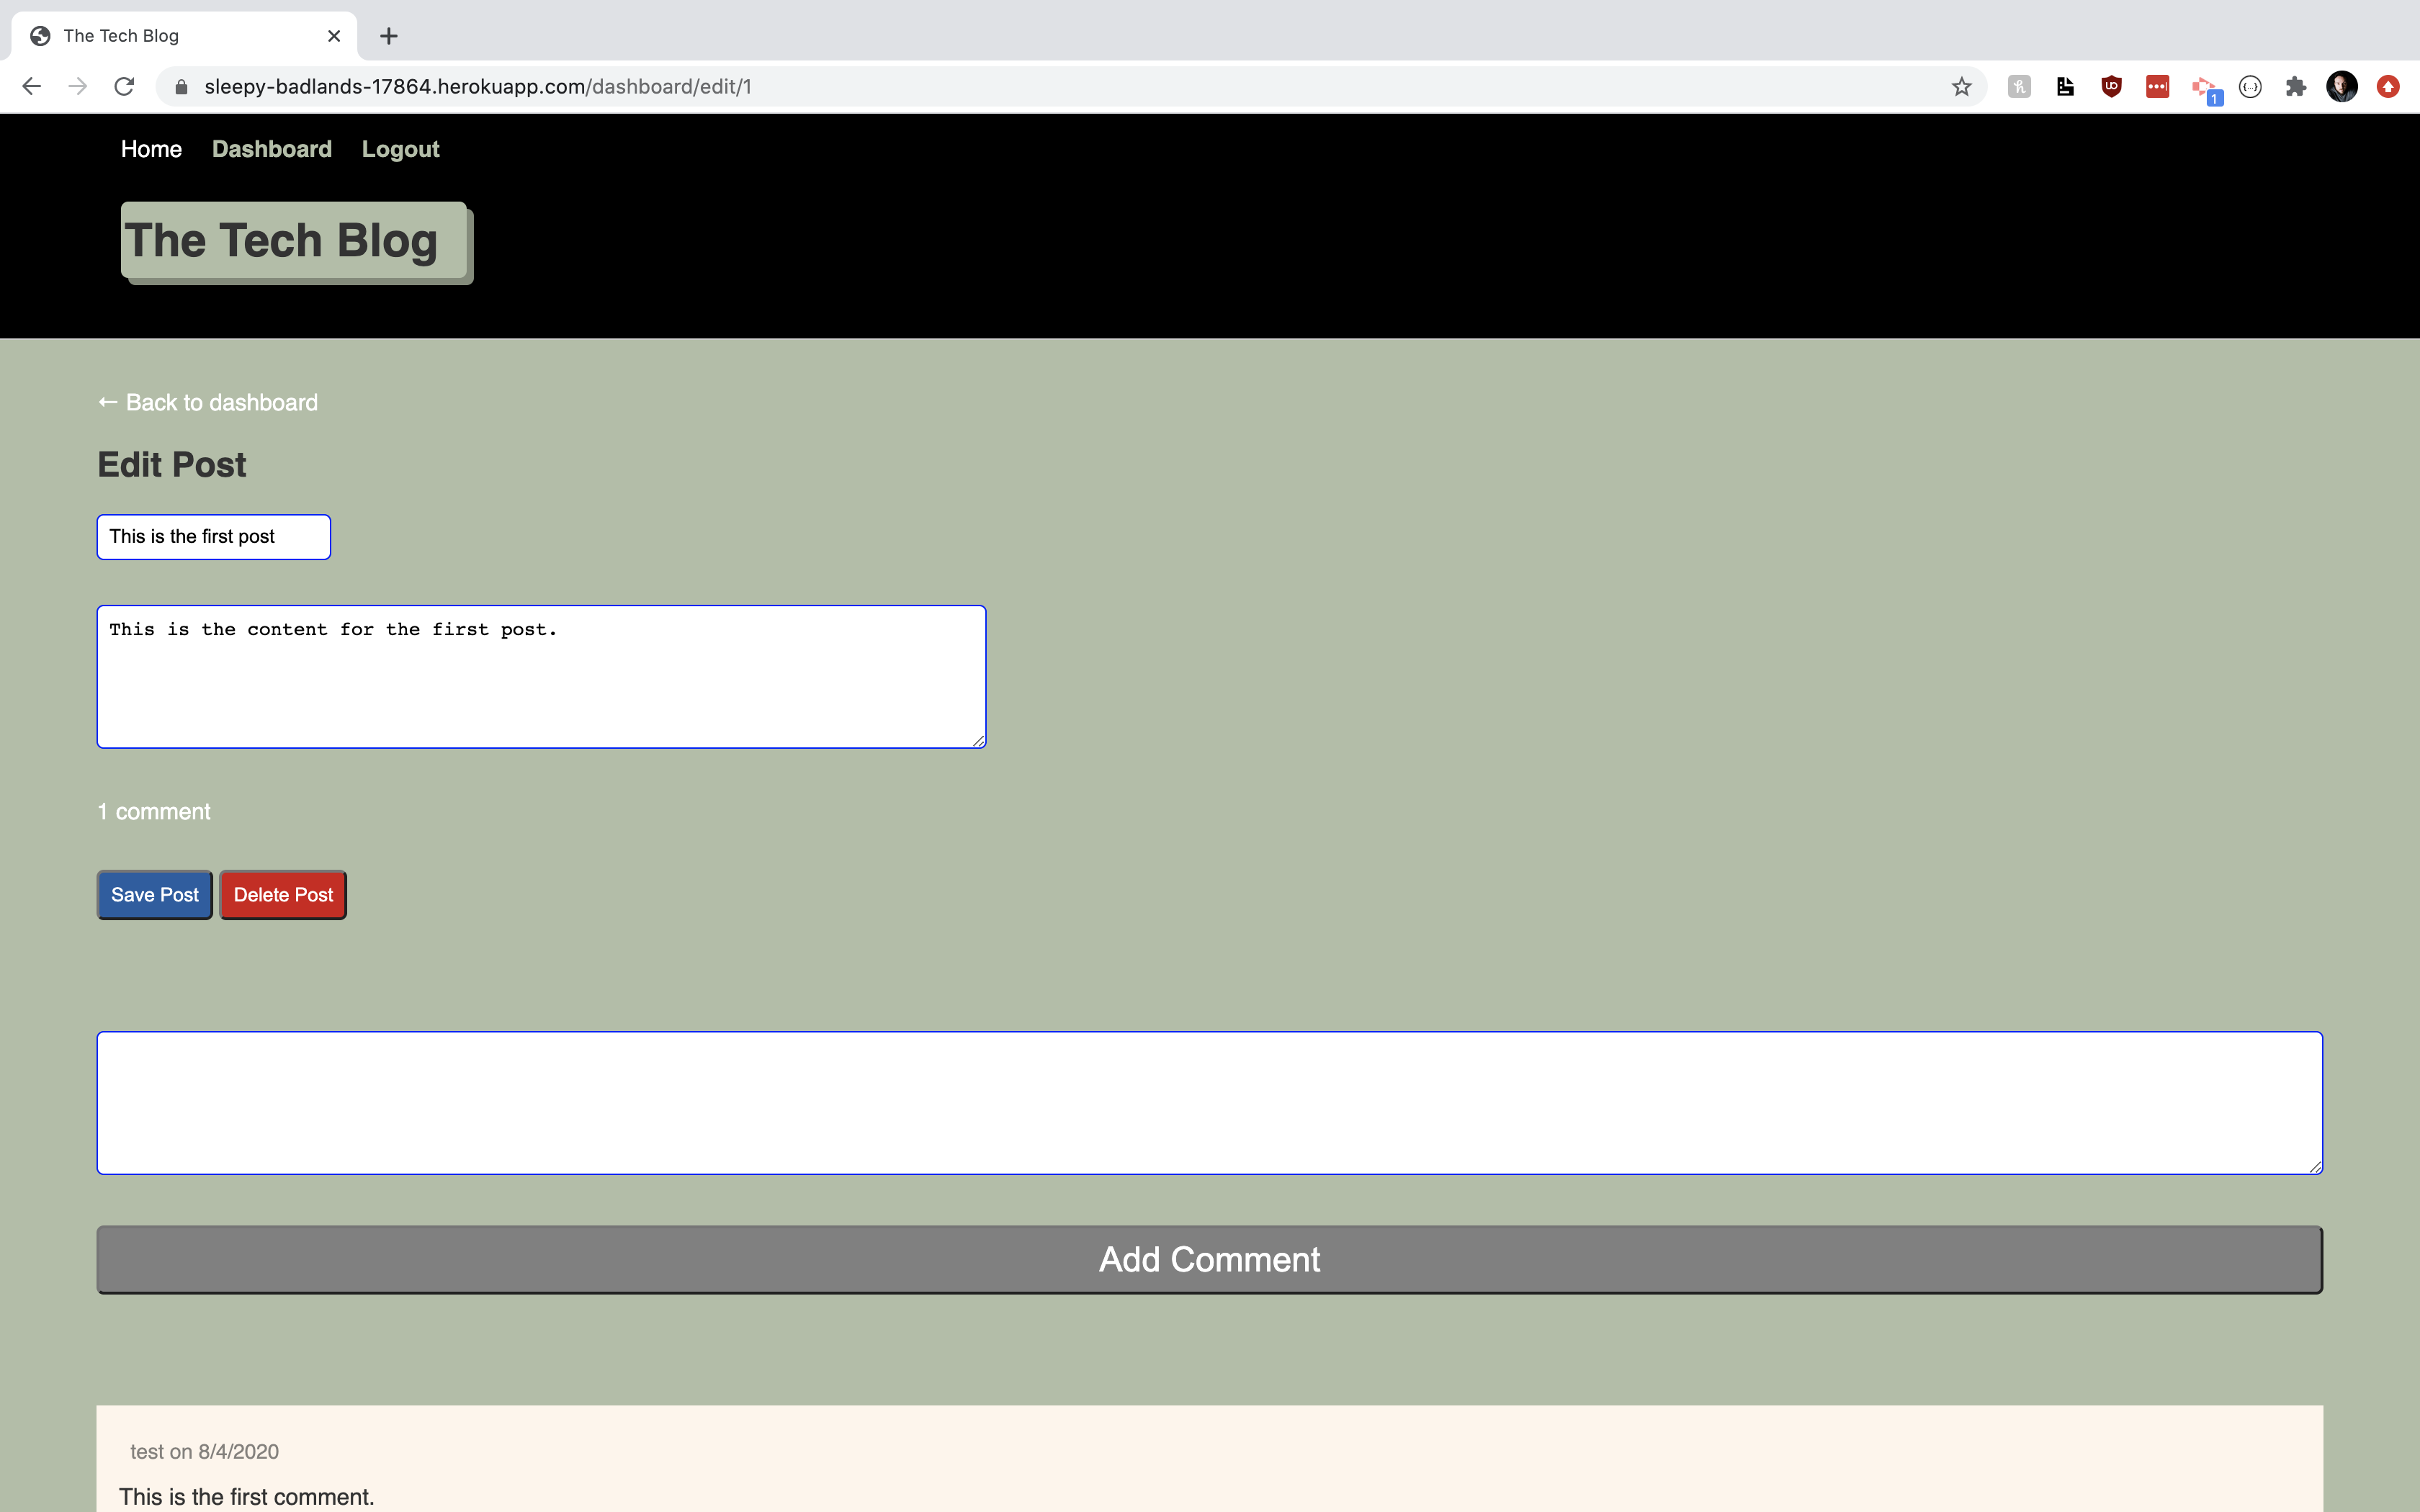 The Tech Blog
sleepy-badlands-17864.herokuapp.com/dashboard/edit/1
1
Home Dashboard Logout
The Tech Blog
← Back to dashboard
Edit Post
This is the first post
This is the content for the first post.
1 comment
Save Post Delete Post
Add Comment
test on 8/4/2020
This is the first comment.